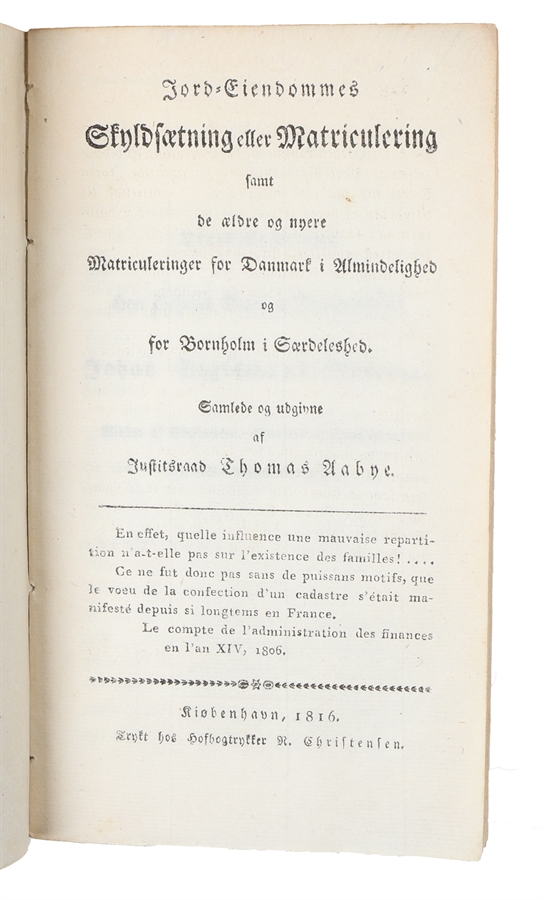 Jord-Eiendommes
Skyldsætning eller Matriculering
samt
de ældre og nyere
Matriculeringer for Danmark i Almindelighed
og
for Bornholm i Særdeleshed.
Samlede og udgivne
af
Justitsraad Thomas Aabye.
En effet, quelle influence une mauvaise reparti-
tion n'a-t-elle pas sur l'existence des familles! . . . .
Ce ne fut donc pas sans de puissans motifs, que
le voeu de la confection d'un cadastre s'était ma-
nifesté depuis si longtems en France.
Le compte de l'administration des finances
en l'an XIV, 1806.
Kiøbenhavn, 1816.
Trykt hos Hofbogtrykker N. Christensen.